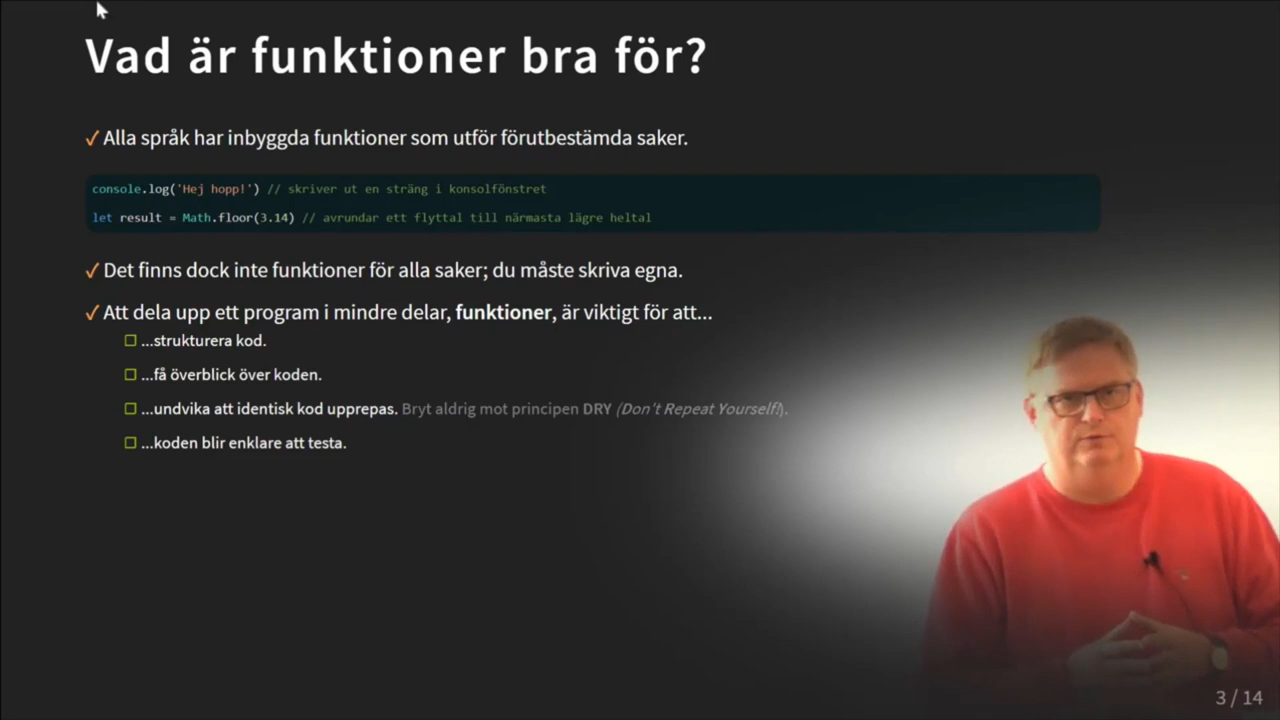 Vad är funktioner bra för?
✓ Alla språk har inbyggda funktioner som utför förutbestämda saker.
console.log('Hej hopp!') // skriver ut en sträng i konsolfönstret
let result = Math.floor(3.14) // avrundar ett flyttal till närmasta lägre heltal
✓ Det finns dock inte funktioner för alla saker; du måste skriva egna.
✓ Att dela upp ett program i mindre delar, funktioner, är viktigt för att...
...strukturera kod.
...få överblick över koden.
...undvika att identisk kod upprepas. Bryt aldrig mot principen DRY (Don't Repeat Yourself!).
...koden blir enklare att testa.
3 / 14